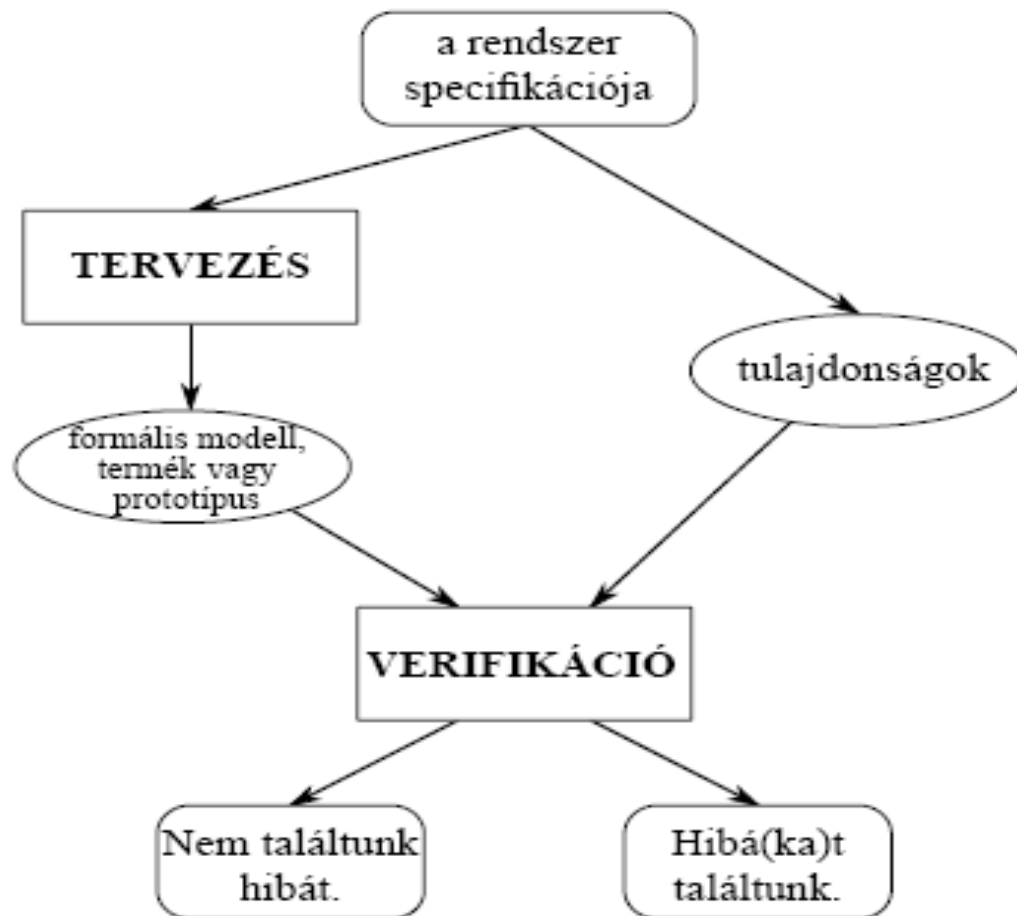 a rendszer
specifikációja
TERVEZÉS
tulajdonságok
formális modell,
termék vagy
prototípus
VERIFIKÁCIÓ
Nem találtunk
hibát.
Hibá(ka)t
találtunk.